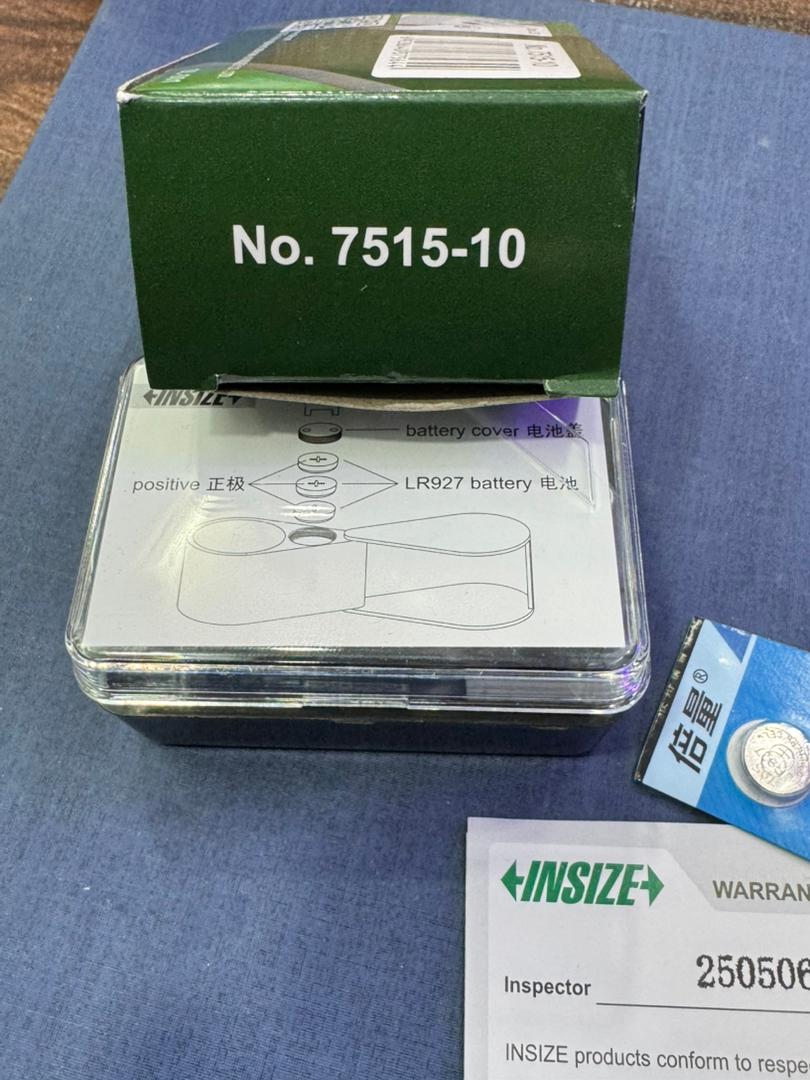 No. 7515-10
INSIZE
battery cover 电池盖
positive 正极
LR927 battery 电池
倍量®
INSIZE
WARRAN
Inspector
250506
INSIZE products conform to respe